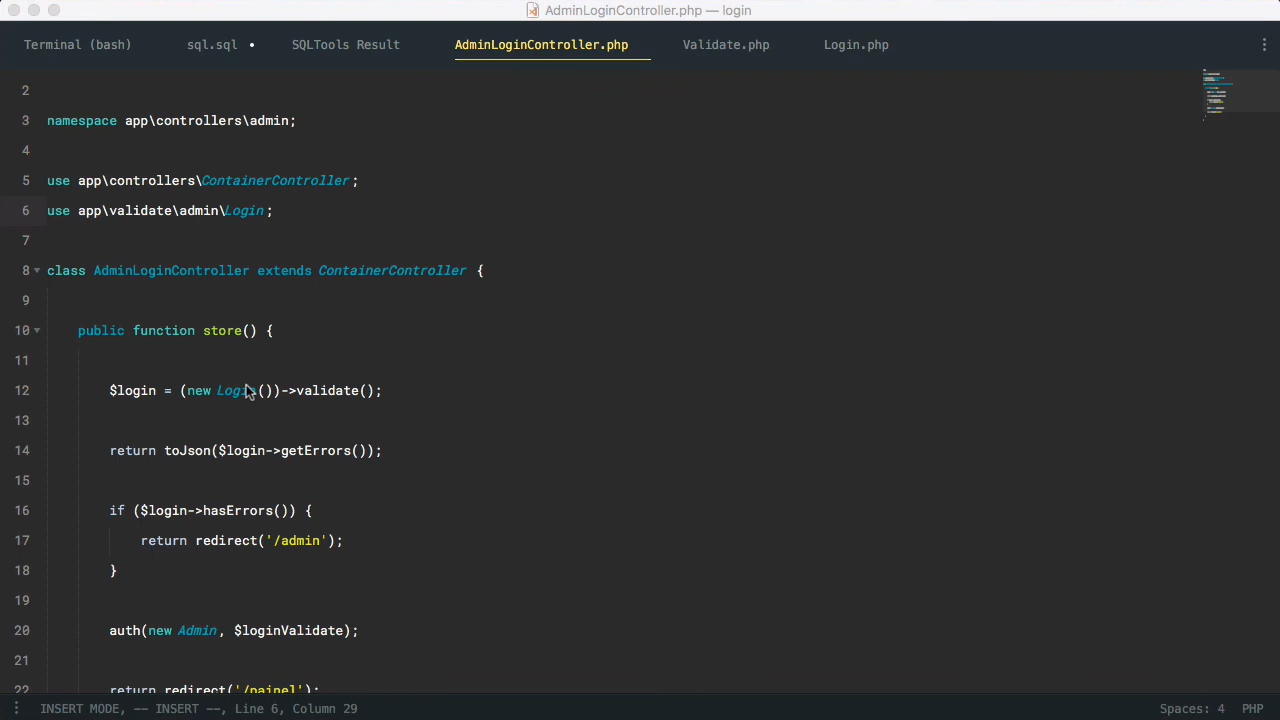 AdminLoginController.php — login
Terminal (bash) sql.sql • SQLTools Result AdminLoginController.php Validate.php Login.php
2
3 namespace app\controllers\admin;
4
5 use app\controllers\ContainerController;
6 use app\validate\admin\Login;
7
8 class AdminLoginController extends ContainerController {
9
10 public function store() {
11
12 $login = (new Login())->validate();
13
14 return toJson($login->getErrors());
15
16 if ($login->hasErrors()) {
17 return redirect('/admin');
18 }
19
20 auth(new Admin, $loginValidate);
21
22 return redirect('/painel');
INSERT MODE, -- INSERT --, Line 6, Column 29 Spaces: 4 PHP